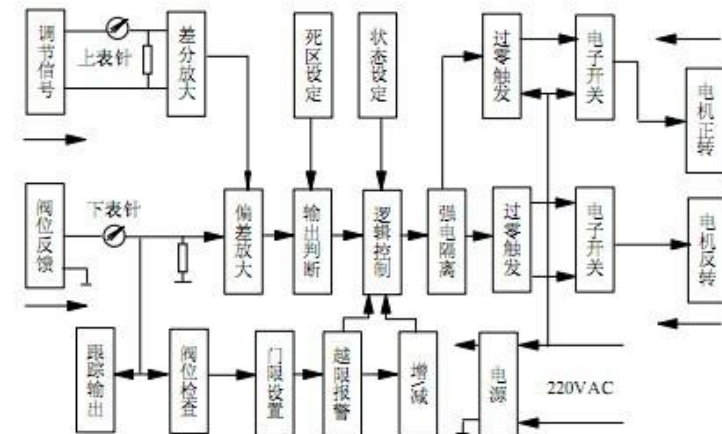 调节信号
上表针
差分放大
死区设定
状态设定
过零触发
电子开关
电机正转
阀位反馈
下表针
偏差放大
输出判断
逻辑控制
强电隔离
过零触发
电子开关
电机反转
跟踪输出
阀位检查
门限设置
越限报警
增\减
电源
220VAC